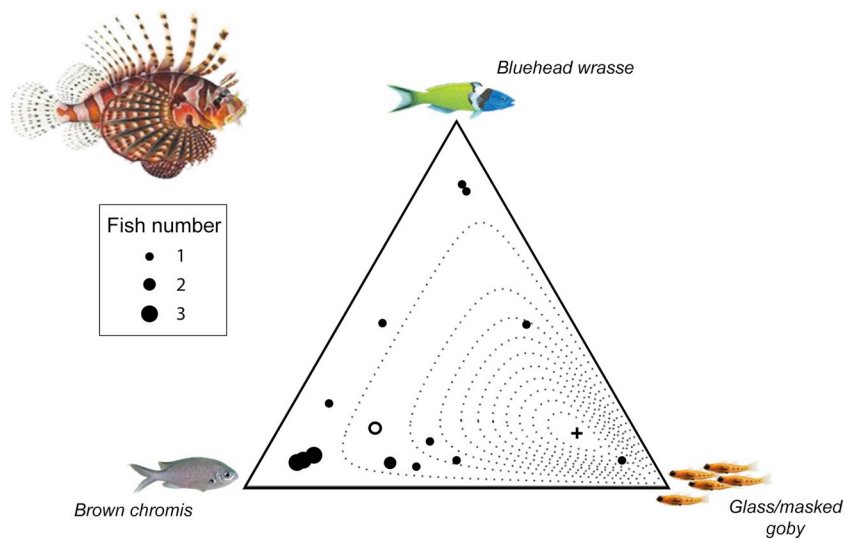 Bluehead wrasse
Fish number
1
2
3
Brown chromis
Glass/masked
goby